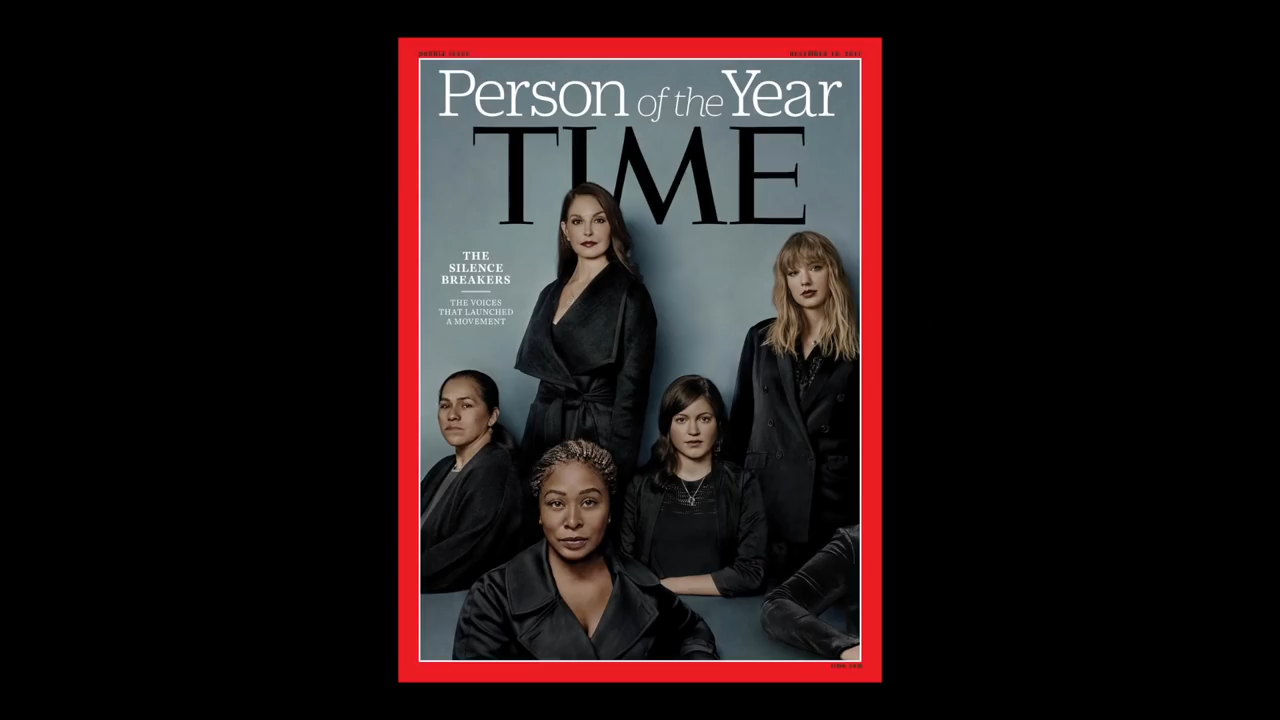 Person of the Year
TIME
THE
SILENCE
BREAKERS
THE VOICES
THAT LAUNCHED
A MOVEMENT